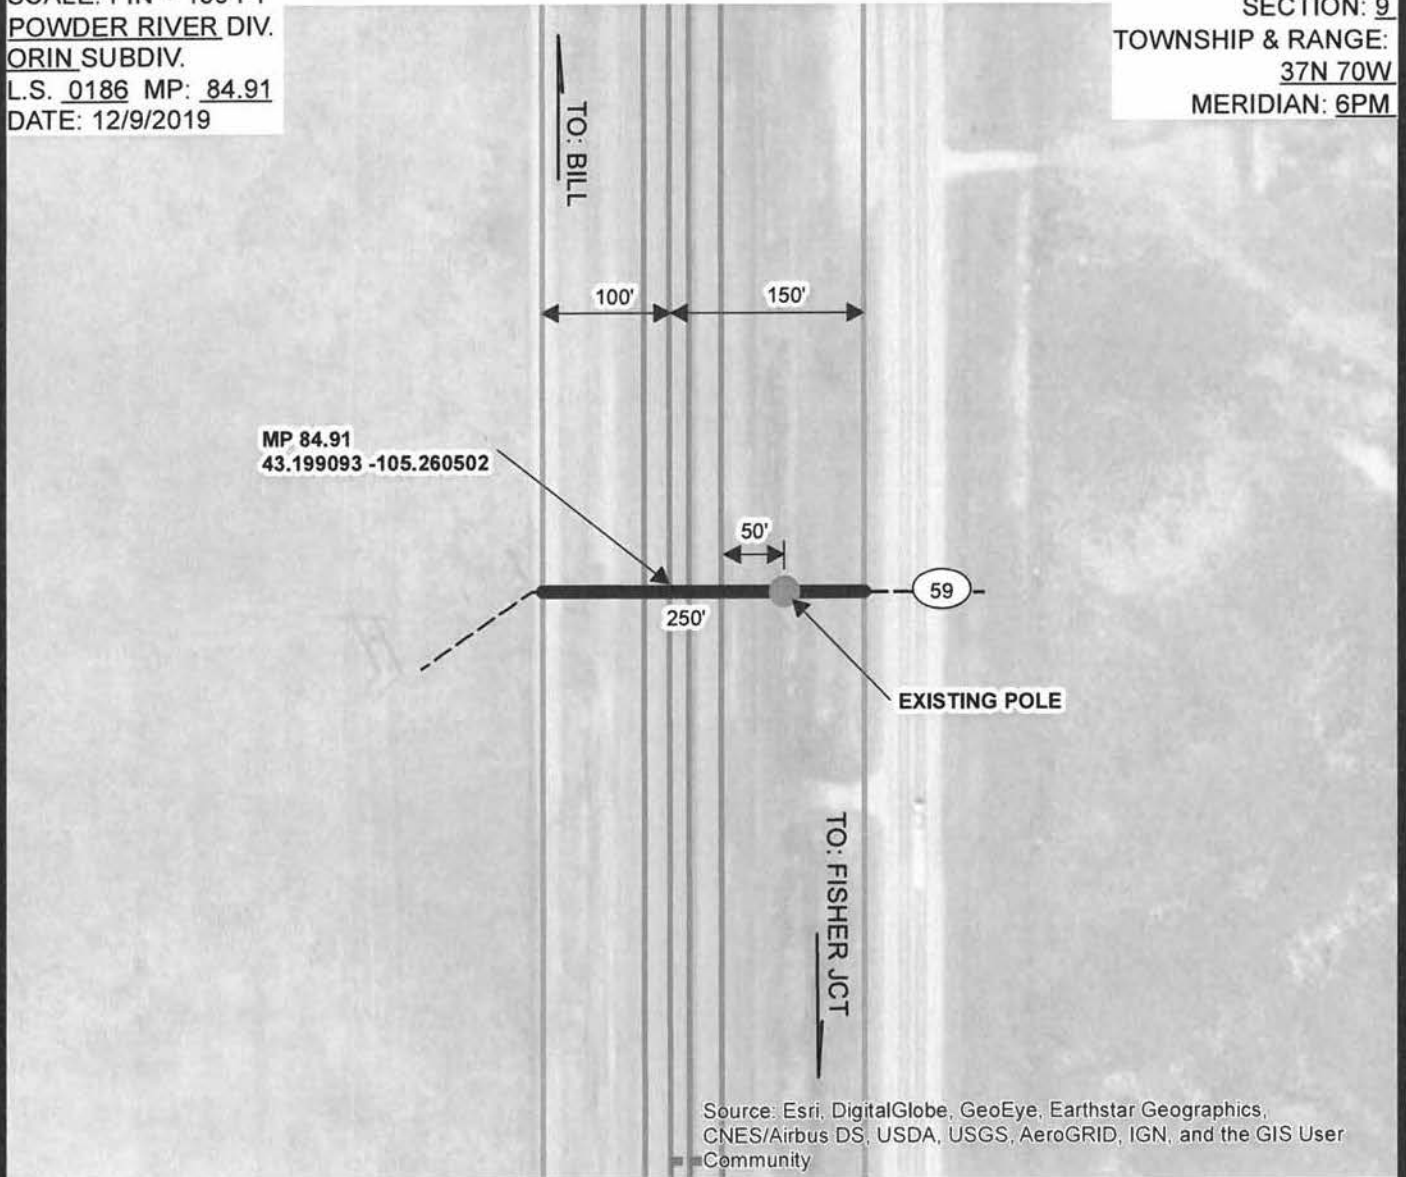 POWDER RIVER DIV.
ORIN SUBDIV.
L.S. 0186 MP: 84.91
DATE: 12/9/2019
SECTION: 9
TOWNSHIP & RANGE:
37N 70W
MERIDIAN: 6PM
TO: BILL
100'
150'
MP 84.91
43.199093 -105.260502
50'
59
250'
EXISTING POLE
TO: FISHER JCT
Source: Esri, DigitalGlobe, GeoEye, Earthstar Geographics,
CNES/Airbus DS, USDA, USGS, AeroGRID, IGN, and the GIS User
Community